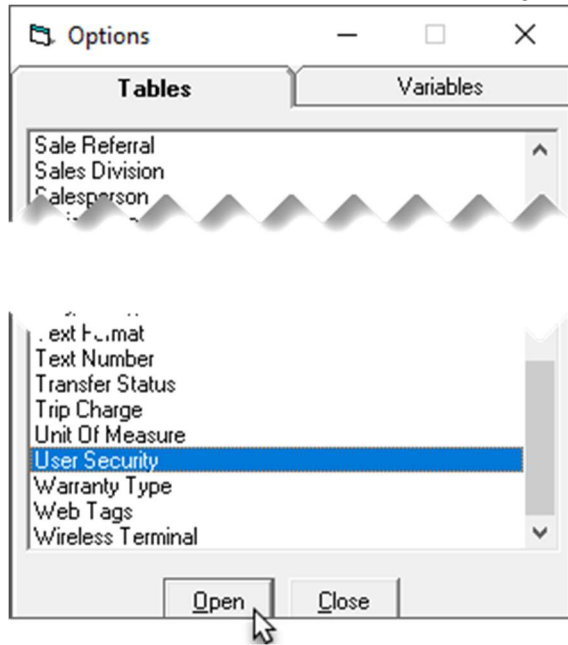 Options
Tables Variables
Sale Referral
Sales Division
Salesperson
Text Number
Transfer Status
Trip Charge
Unit Of Measure
User Security
Warranty Type
Web Tags
Wireless Terminal
Open Close